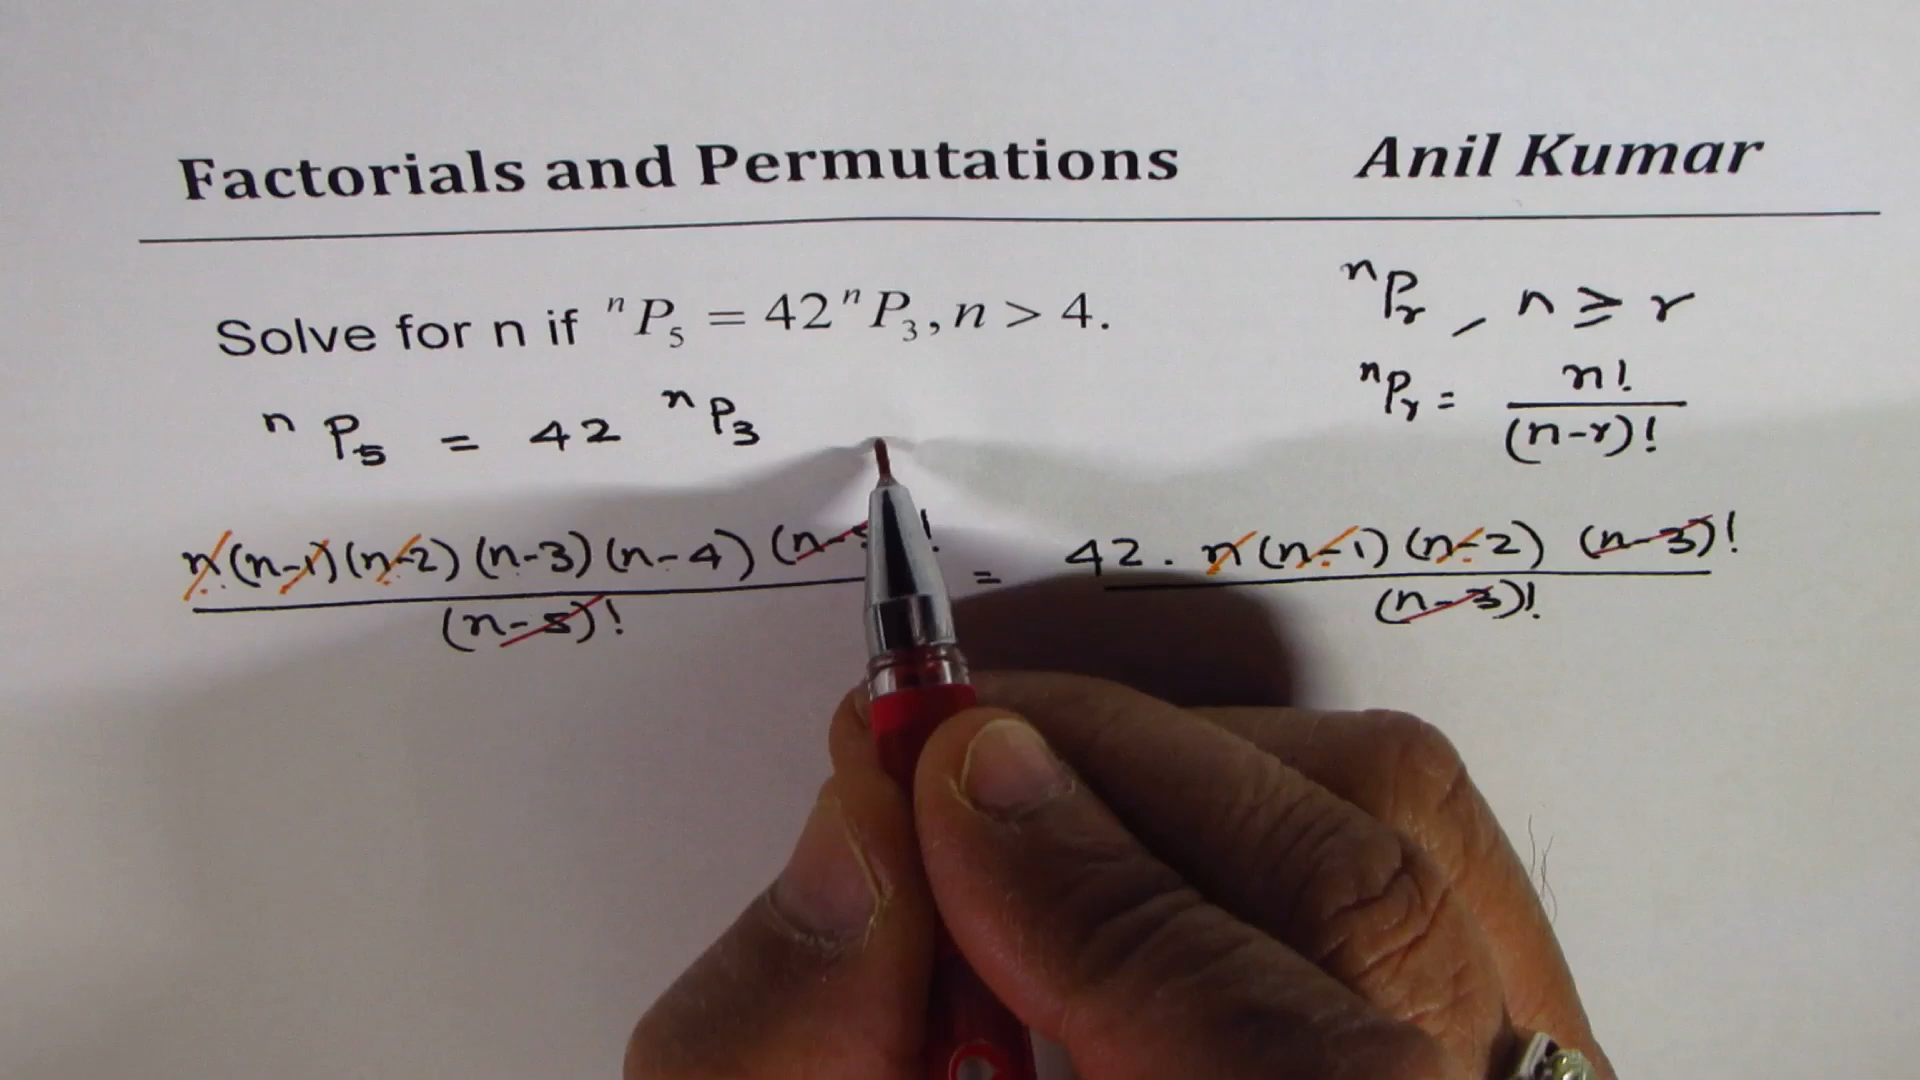 Factorials and Permutations Anil Kumar
Solve for n if ⁿP₅ = 42 ⁿP₃, n > 4.
ⁿPᵣ , n ≥ r
ⁿP₅ = 42 ⁿP₃
ⁿPᵣ = n! / (n-r)!
n(n-1)(n-2)(n-3)(n-4)(n- ! / (n-5)! = 42 . n(n-1)(n-2)(n-3)! / (n-3)!